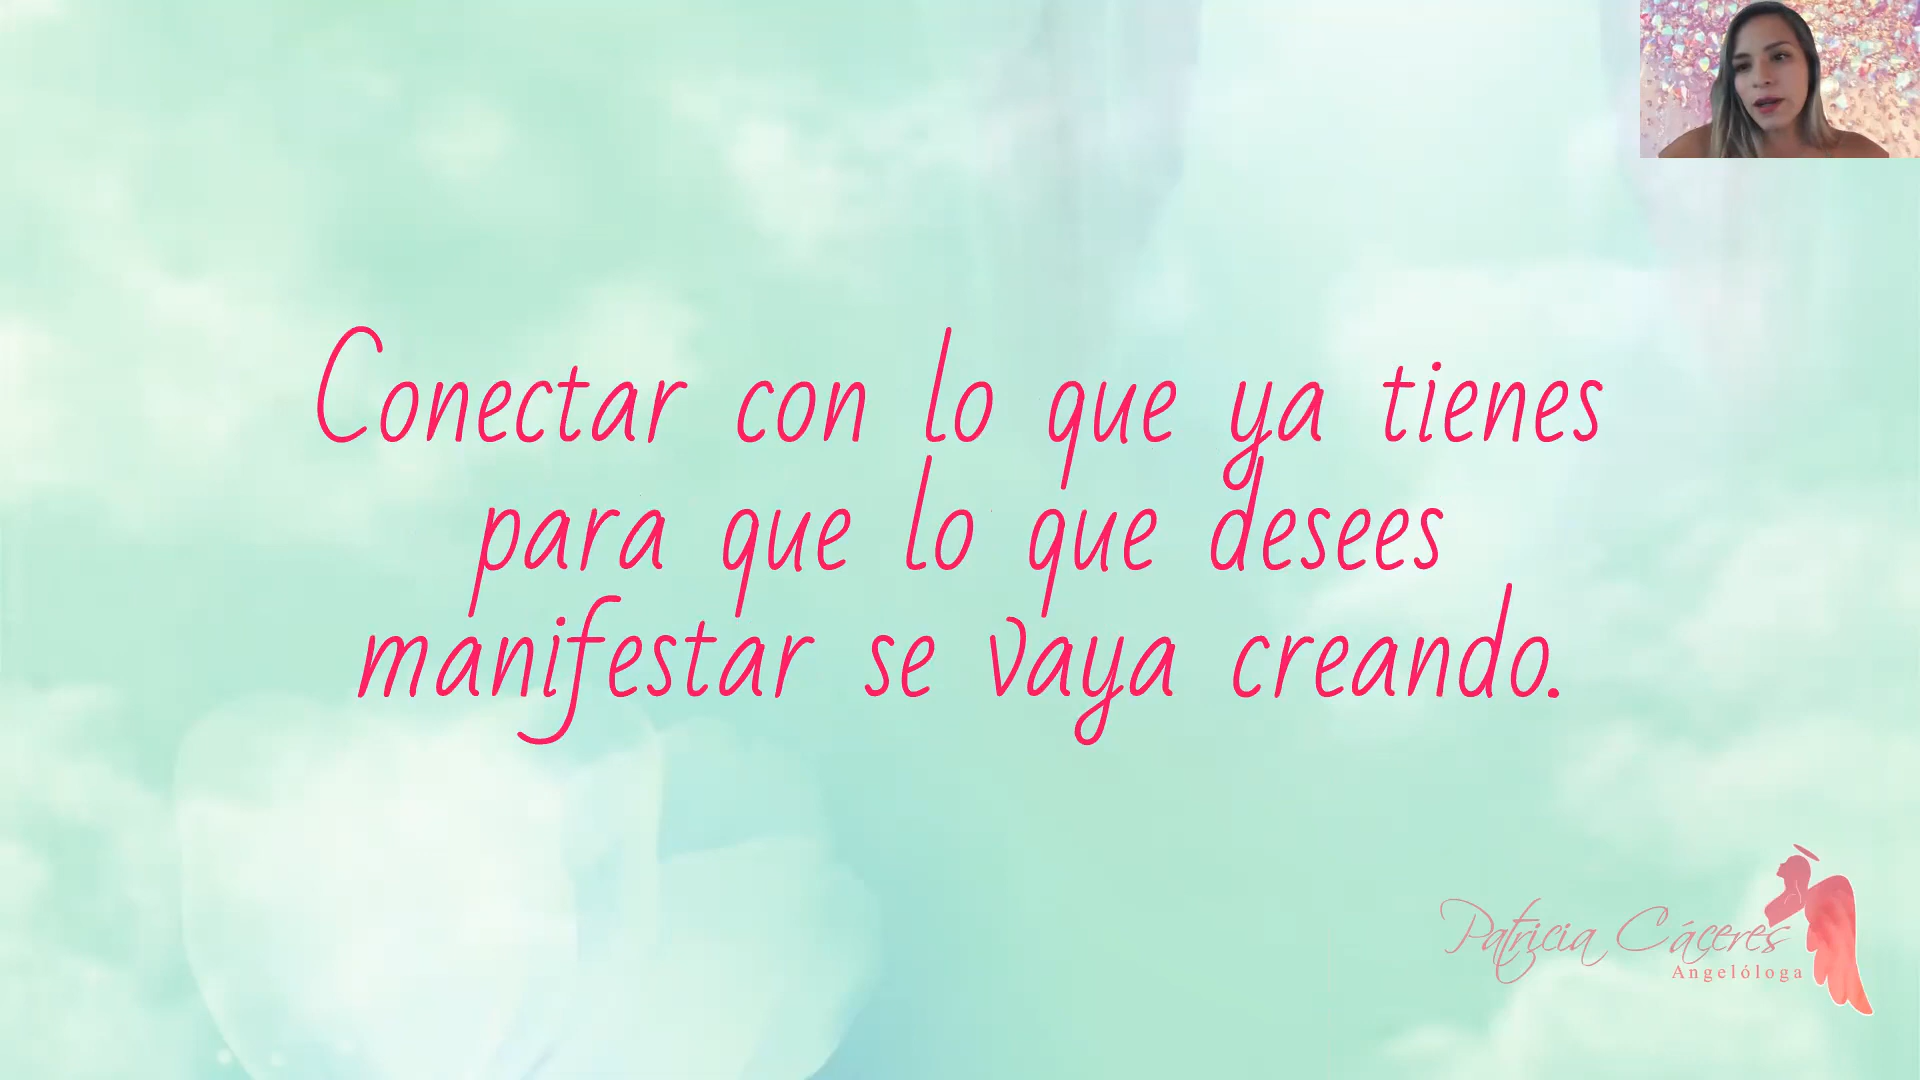 Conectar con lo que ya tienes
para que lo que desees
manifestar se vaya creando.
Patricia Cáceres
Angelóloga